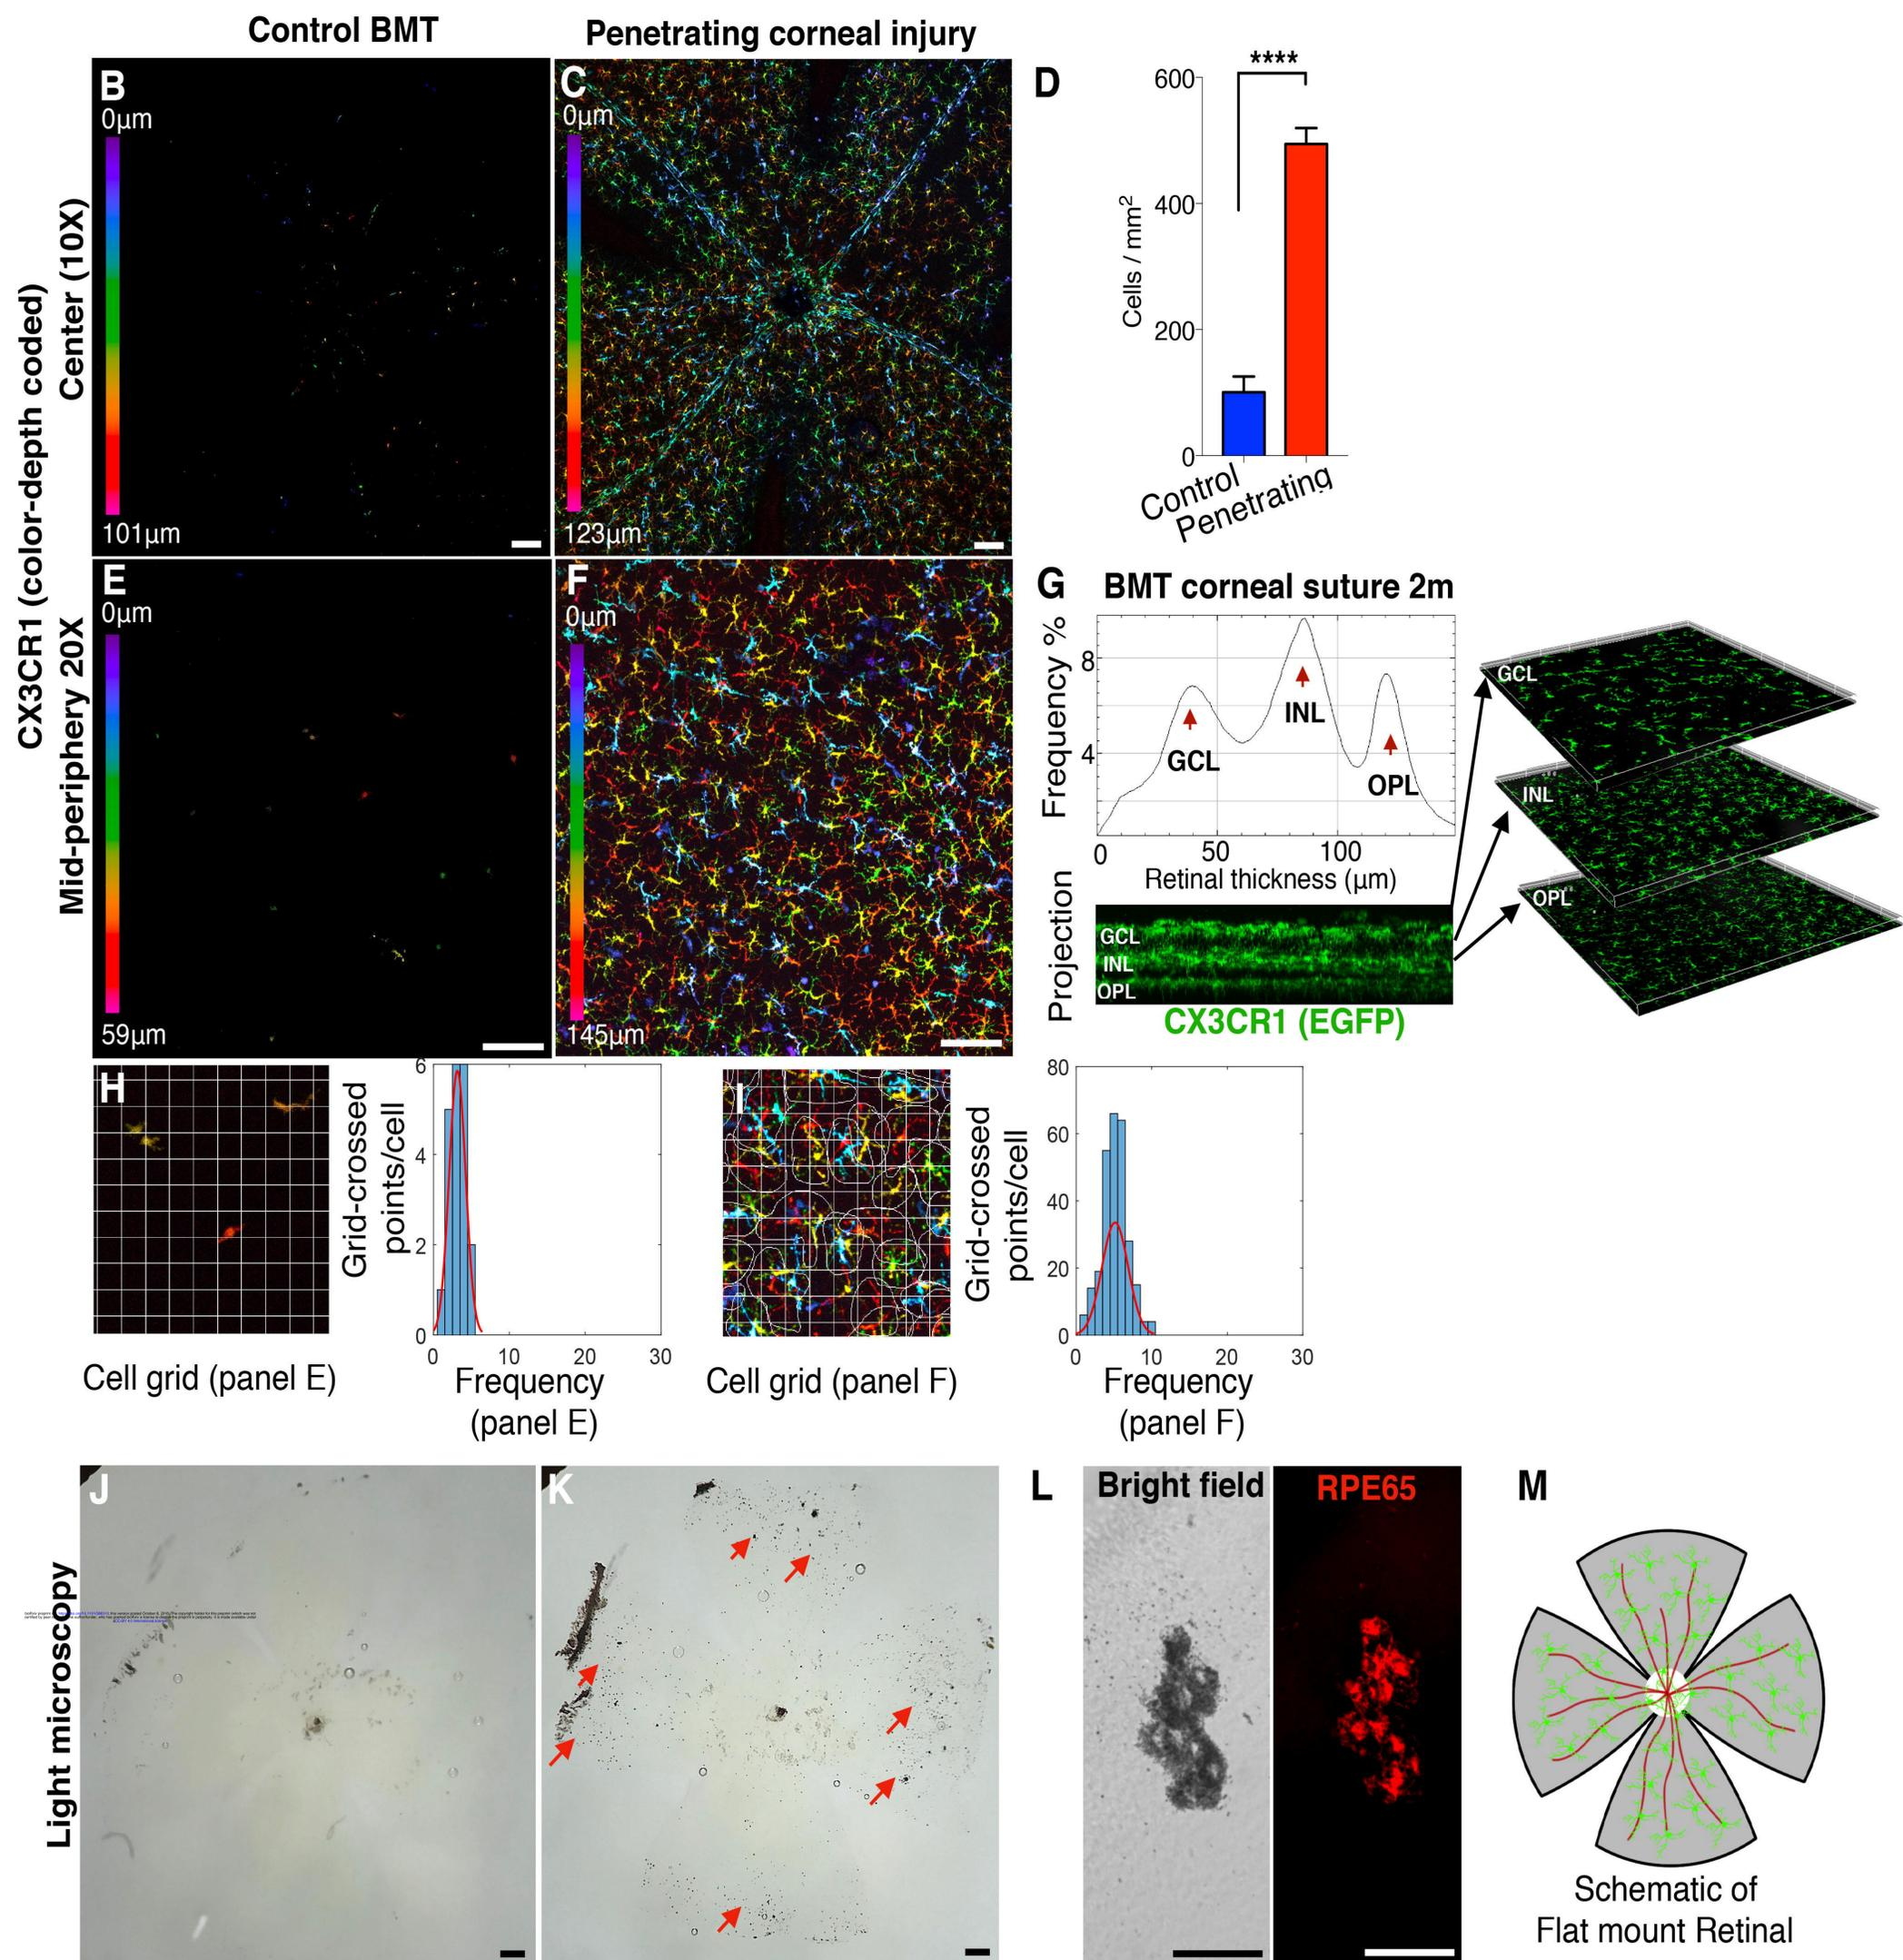 Control BMT
Penetrating corneal injury
CX3CR1 (color-depth coded)
Center (10X)
Mid-periphery 20X
B
0µm
101µm
C
0µm
123µm
D
****
Cells / mm2
600
400
200
0
Control
Penetrating
E
0µm
59µm
F
0µm
145µm
G
BMT corneal suture 2m
Frequency %
8
4
GCL
INL
OPL
0
50
100
Retinal thickness (µm)
Projection
GCL
INL
OPL
CX3CR1 (EGFP)
GCL
INL
OPL
H
Cell grid (panel E)
Grid-crossed
points/cell
6
4
2
0
0
10
20
30
Frequency
(panel E)
I
Cell grid (panel F)
Grid-crossed
points/cell
80
60
40
20
0
0
10
20
30
Frequency
(panel F)
Light microscopy
J
K
L
Bright field
RPE65
M
Schematic of
Flat mount Retinal